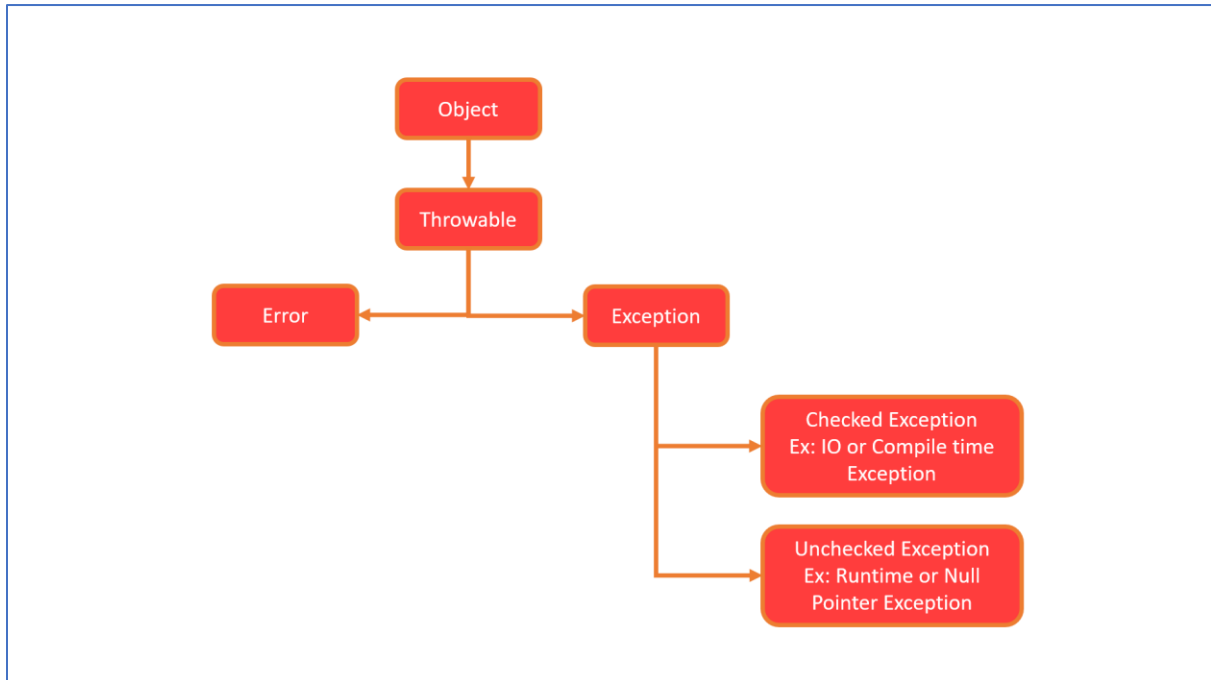 Object
Throwable
Error
Exception
Checked Exception
Ex: IO or Compile time
Exception
Unchecked Exception
Ex: Runtime or Null
Pointer Exception